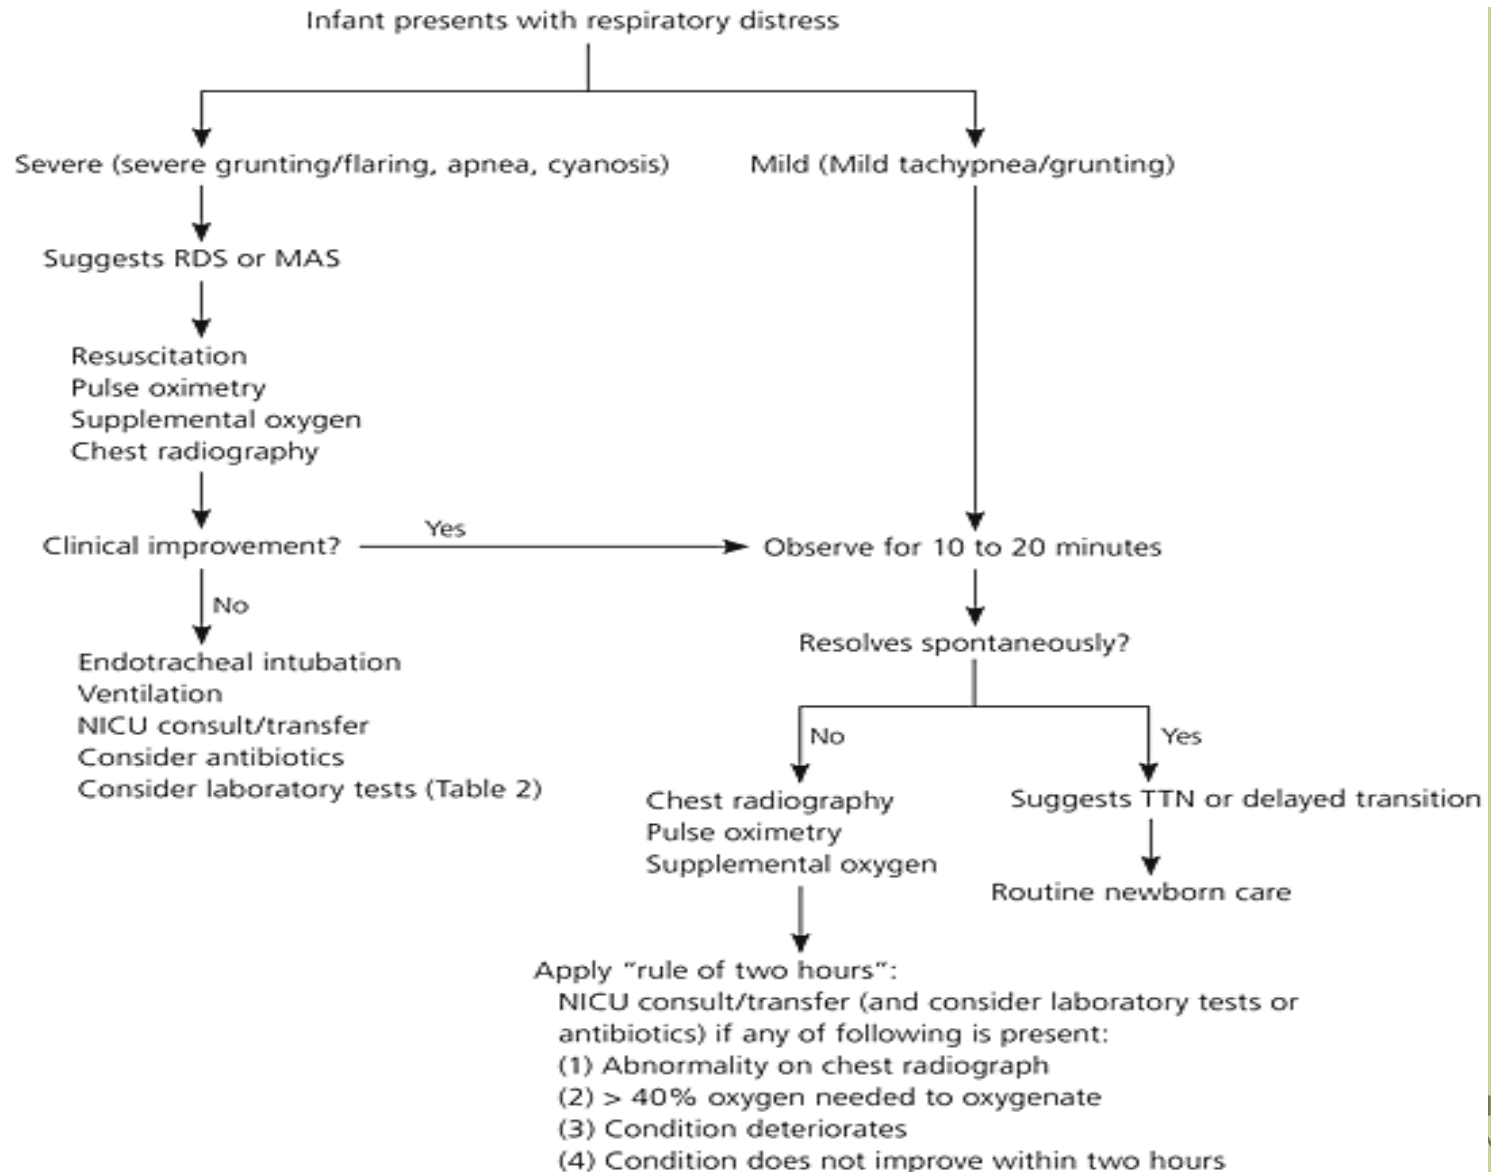 Infant presents with respiratory distress
Severe (severe grunting/flaring, apnea, cyanosis)
Mild (Mild tachypnea/grunting)
Suggests RDS or MAS
Resuscitation
Pulse oximetry
Supplemental oxygen
Chest radiography
Clinical improvement?
Yes
Observe for 10 to 20 minutes
No
Resolves spontaneously?
Endotracheal intubation
Ventilation
NICU consult/transfer
Consider antibiotics
Consider laboratory tests (Table 2)
No
Yes
Chest radiography
Pulse oximetry
Supplemental oxygen
Suggests TTN or delayed transition
Routine newborn care
Apply “rule of two hours”:
NICU consult/transfer (and consider laboratory tests or
antibiotics) if any of following is present:
(1) Abnormality on chest radiograph
(2) > 40% oxygen needed to oxygenate
(3) Condition deteriorates
(4) Condition does not improve within two hours